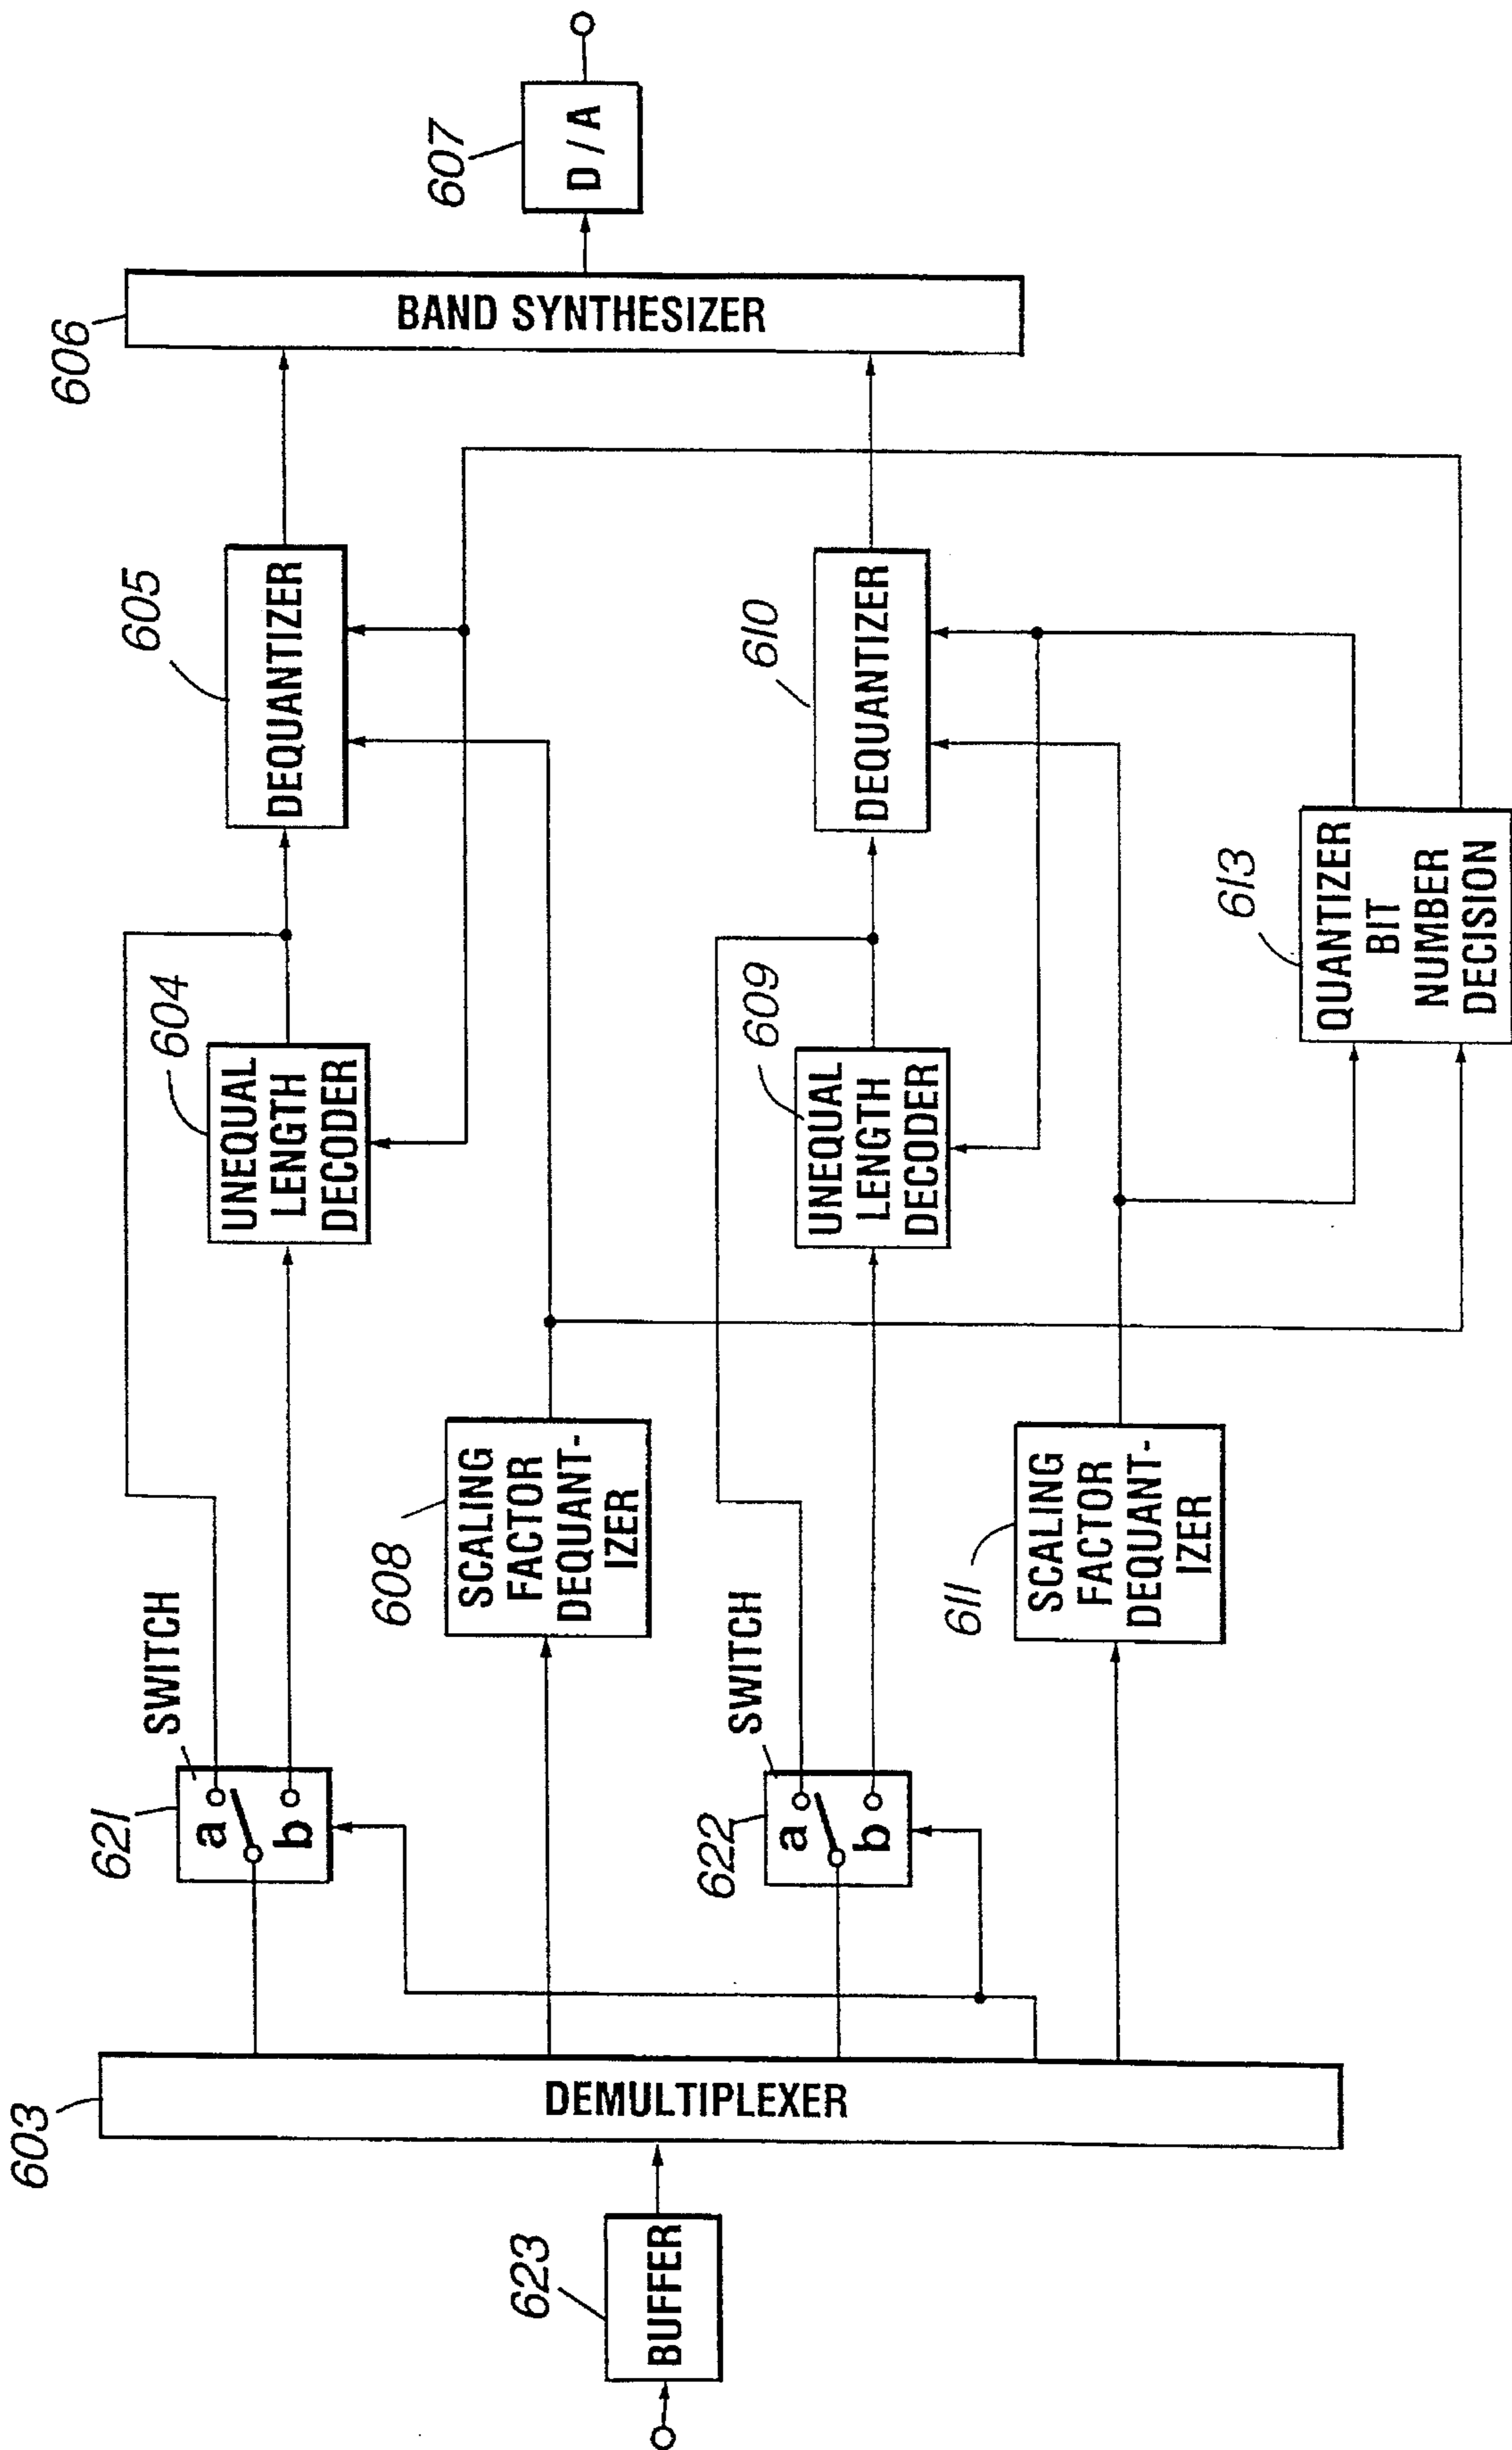 623
BUFFER
603
DEMULTIPLEXER
621
SWITCH
a
b
608
SCALING
FACTOR
DEQUANT-
IZER
622
SWITCH
a
b
611
SCALING
FACTOR
DEQUANT-
IZER
604
UNEQUAL
LENGTH
DECODER
609
UNEQUAL
LENGTH
DECODER
613
QUANTIZER
BIT
NUMBER
DECISION
605
DEQUANTIZER
610
DEQUANTIZER
606
BAND SYNTHESIZER
607
D / A